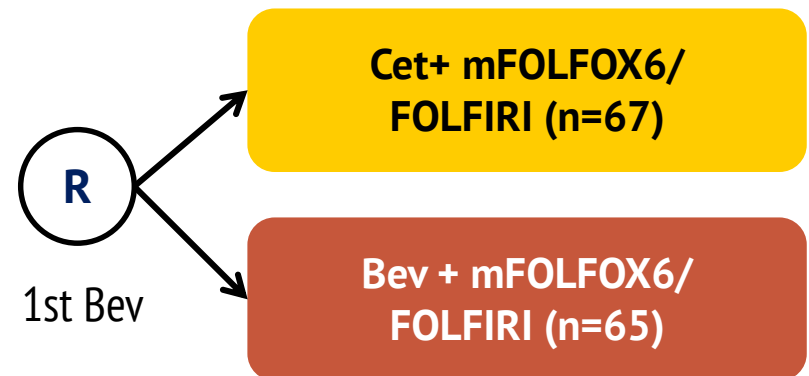 Cet+ mFOLFOX6/
FOLFIRI (n=67)
R
1st Bev
Bev + mFOLFOX6/
FOLFIRI (n=65)